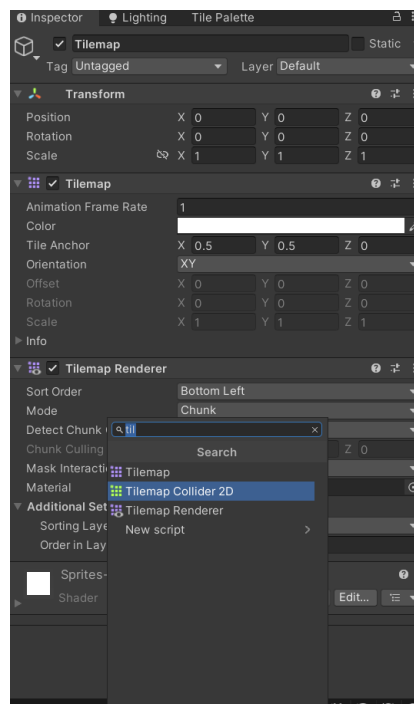 Inspector Lighting Tile Palette
Tilemap Static
Tag Untagged Layer Default
Transform
Position X 0 Y 0 Z 0
Rotation X 0 Y 0 Z 0
Scale X 1 Y 1 Z 1
Tilemap
Animation Frame Rate 1
Color
Tile Anchor X 0.5 Y 0.5 Z 0
Orientation XY
Offset X 0 Y 0 Z 0
Rotation X 0 Y 0 Z 0
Scale X 1 Y 1 Z 1
Info
Tilemap Renderer
Sort Order Bottom Left
Mode Chunk
Detect Chunk til
Chunk Culling Search Z 0
Mask Interacti Tilemap
Material Tilemap Collider 2D
Additional Set Tilemap Renderer
Sorting Laye New script
Order in Lay
Sprites-
Shader Edit...